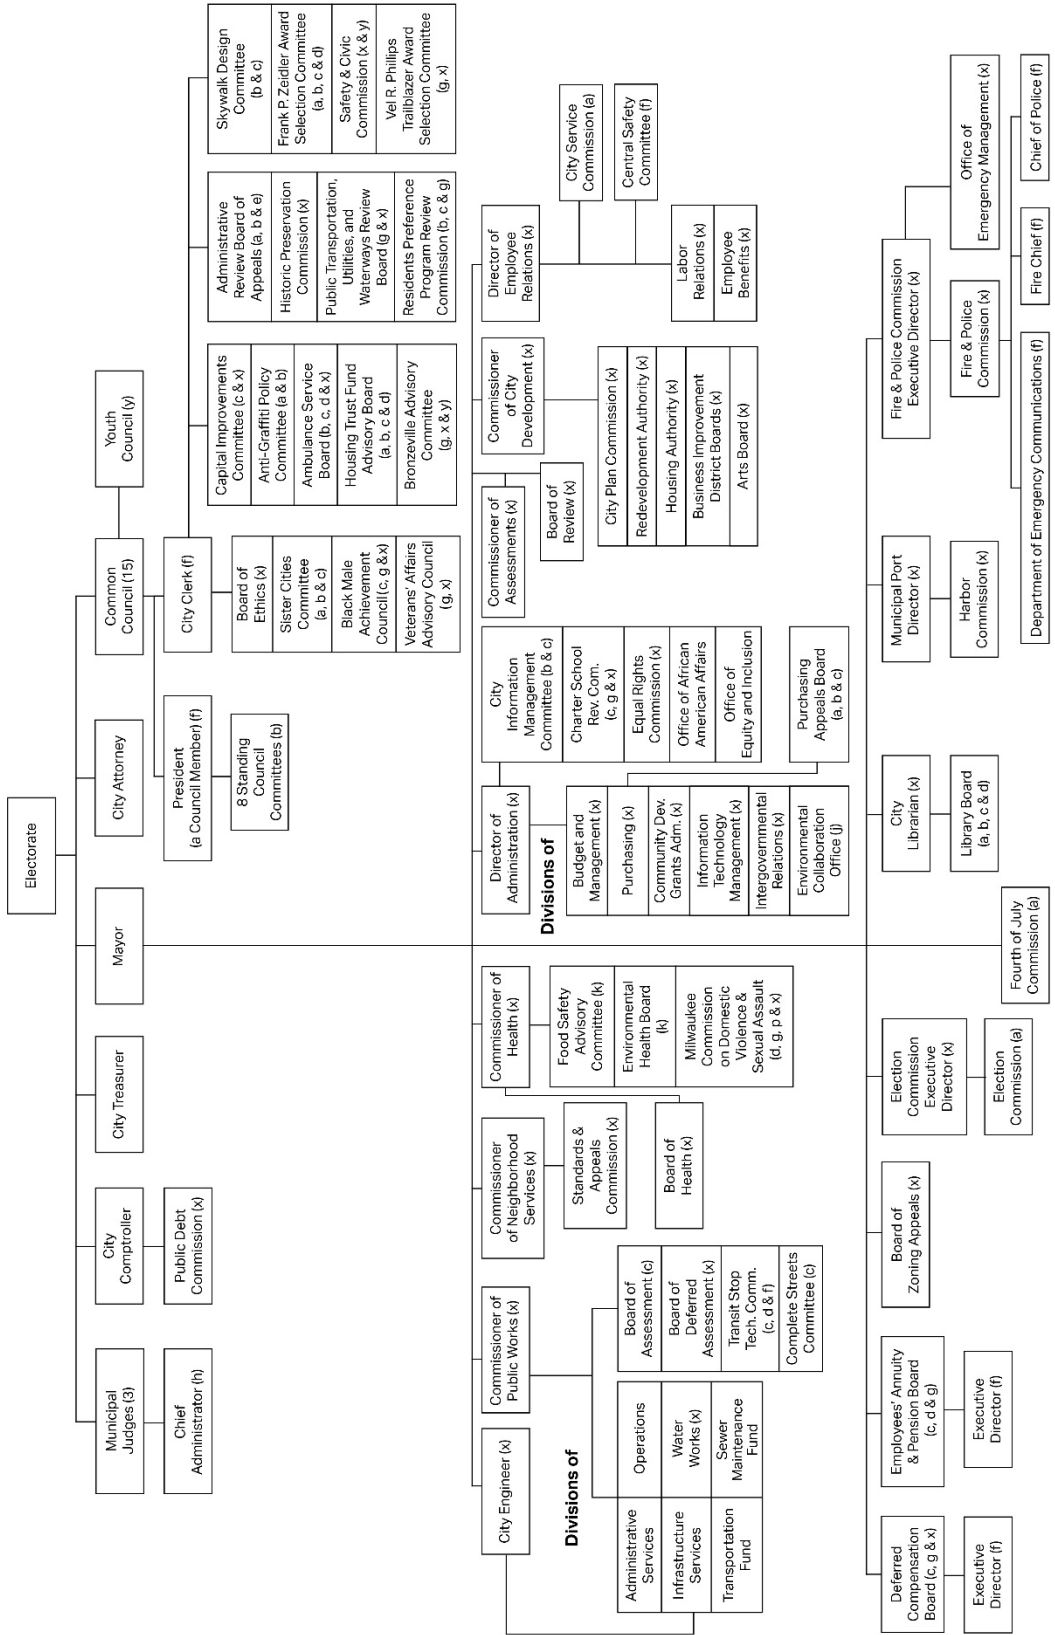 Electorate
Municipal
Judges (3)
Chief
Administrator (h)
City
Comptroller
Public Debt
Commission (x)
City Treasurer
Mayor
City Attorney
Common
Council (15)
Youth
Council (y)
President
(a Council Member) (f)
8 Standing
Council
Committees (b)
City Clerk (f)
Board of
Ethics (x)
Sister Cities
Committee
(a, b & c)
Black Male
Achievement
Council (c, g & x)
Veterans' Affairs
Advisory Council
(g, x)
Capital Improvements
Committee (c & x)
Anti-Graffiti Policy
Committee (a & b)
Ambulance Service
Board (b, c, d & x)
Housing Trust Fund
Advisory Board
(a, b, c & d)
Bronzeville Advisory
Committee
(g, x & y)
Administrative
Review Board of
Appeals (a, b & e)
Historic Preservation
Commission (x)
Public Transportation,
Utilities, and
Waterways Review
Board (g & x)
Residents Preference
Program Review
Commission (b, c & g)
Skywalk Design
Committee
(b & c)
Frank P. Zeidler Award
Selection Committee
(a, b, c & d)
Safety & Civic
Commission (x & y)
Vel R. Phillips
Trailblazer Award
Selection Committee
(g, x)
City Engineer (x)
Divisions of
Administrative
Services
Infrastructure
Services
Transportation
Fund
Operations
Water
Works (x)
Sewer
Maintenance
Fund
Commissioner of
Public Works (x)
Board of
Assessment (c)
Board of
Deferred
Assessment (x)
Transit Stop
Tech. Comm.
(c, d & f)
Complete Streets
Committee (c)
Commissioner
of Neighborhood
Services (x)
Standards &
Appeals
Commission (x)
Board of
Health (x)
Commissioner of
Health (x)
Food Safety
Advisory
Committee (k)
Environmental
Health Board
(k)
Milwaukee
Commission
on Domestic
Violence &
Sexual Assault
(d, g, p & x)
Director of
Administration (x)
Divisions of
Budget and
Management (x)
Purchasing (x)
Community Dev.
Grants Adm. (x)
Information
Technology
Management (x)
Intergovernmental
Relations (x)
Environmental
Collaboration
Office (j)
City
Information
Management
Committee (b & c)
Charter School
Rev. Com.
(c, g & x)
Equal Rights
Commission (x)
Office of African
American Affairs
Office of
Equity and Inclusion
Purchasing
Appeals Board
(a, b & c)
Commissioner of
Assessments (x)
Board of
Review (x)
Commissioner
of City
Development (x)
City Plan Commission (x)
Redevelopment Authority (x)
Housing Authority (x)
Business Improvement
District Boards (x)
Arts Board (x)
Director of
Employee
Relations (x)
City Service
Commission (a)
Central Safety
Committee (f)
Labor
Relations (x)
Employee
Benefits (x)
Deferred
Compensation
Board (c, g & x)
Executive
Director (f)
Employees' Annuity
& Pension Board
(c, d & g)
Executive
Director (f)
Board of
Zoning Appeals (x)
Election
Commission
Executive
Director (x)
Election
Commission (a)
Fourth of July
Commission (a)
City
Librarian (x)
Library Board
(a, b, c & d)
Municipal Port
Director (x)
Harbor
Commission (x)
Fire & Police Commission
Executive Director (x)
Fire & Police
Commission (x)
Office of
Emergency Management (x)
Department of Emergency Communications (f)
Fire Chief (f)
Chief of Police (f)